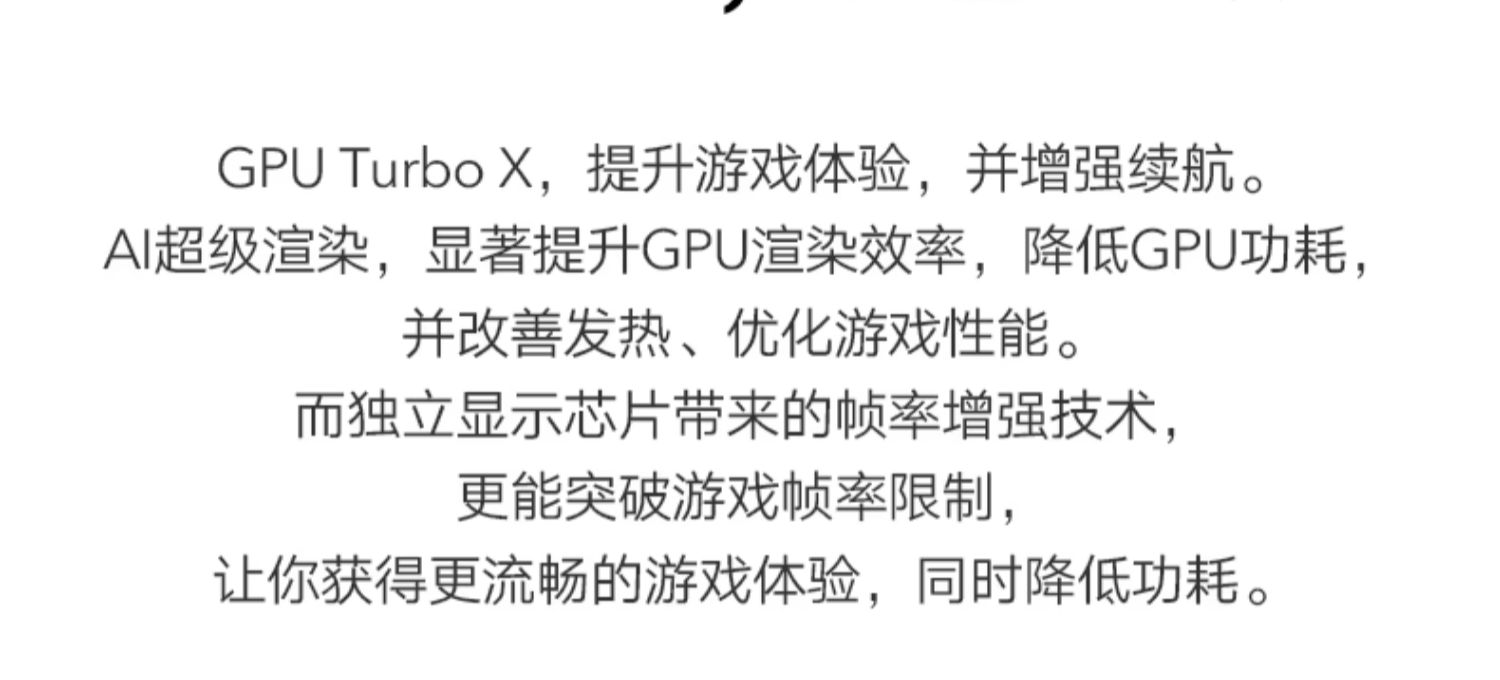 GPU Turbo X，提升游戏体验，并增强续航。
AI超级渲染，显著提升GPU渲染效率，降低GPU功耗，
并改善发热、优化游戏性能。
而独立显示芯片带来的帧率增强技术，
更能突破游戏帧率限制，
让你获得更流畅的游戏体验，同时降低功耗。